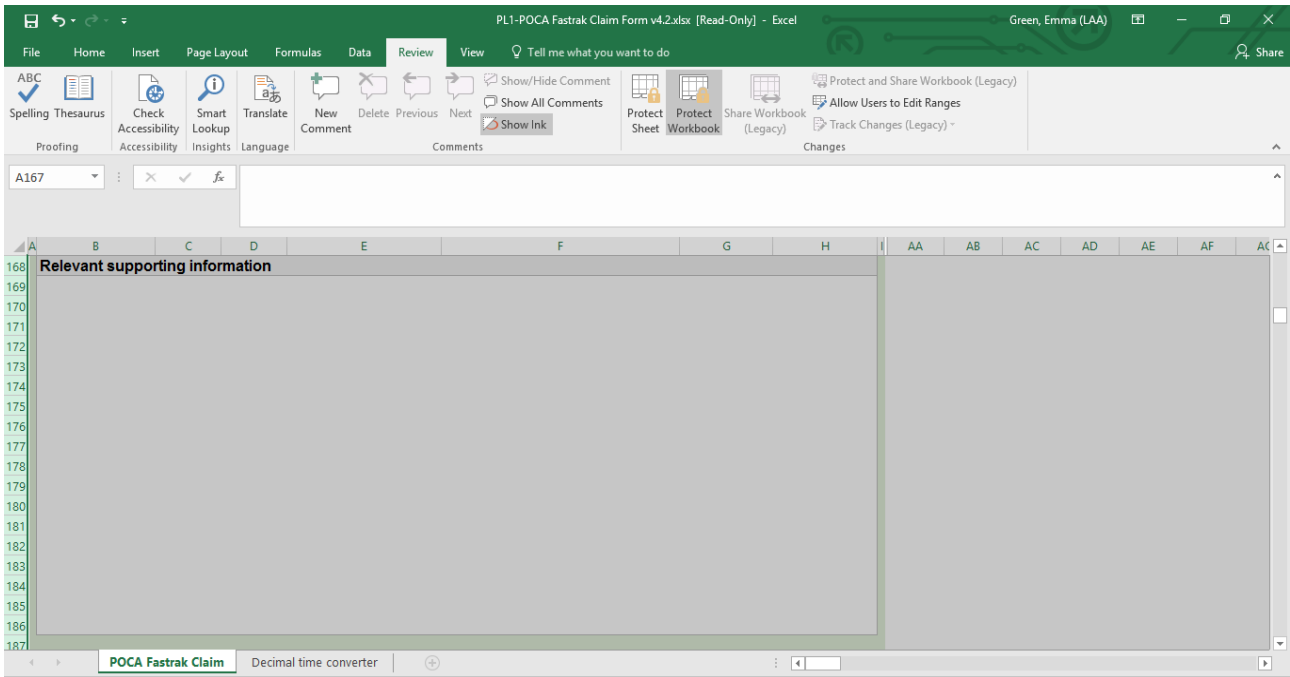 PL1-POCA Fastrak Claim Form v4.2.xlsx [Read-Only] - Excel
Green, Emma (LAA)
File Home Insert Page Layout Formulas Data Review View Tell me what you want to do Share
ABC
Spelling Thesaurus Check Accessibility Smart Lookup Translate New Comment Delete Previous Next
Show/Hide Comment
Show All Comments
Show Ink
Protect Sheet Protect Workbook Share Workbook (Legacy)
Protect and Share Workbook (Legacy)
Allow Users to Edit Ranges
Track Changes (Legacy)
Proofing Accessibility Insights Language Comments Changes
A167 fx
A B C D E F G H I AA AB AC AD AE AF
168 Relevant supporting information
169
170
171
172
173
174
175
176
177
178
179
180
181
182
183
184
185
186
187
POCA Fastrak Claim Decimal time converter